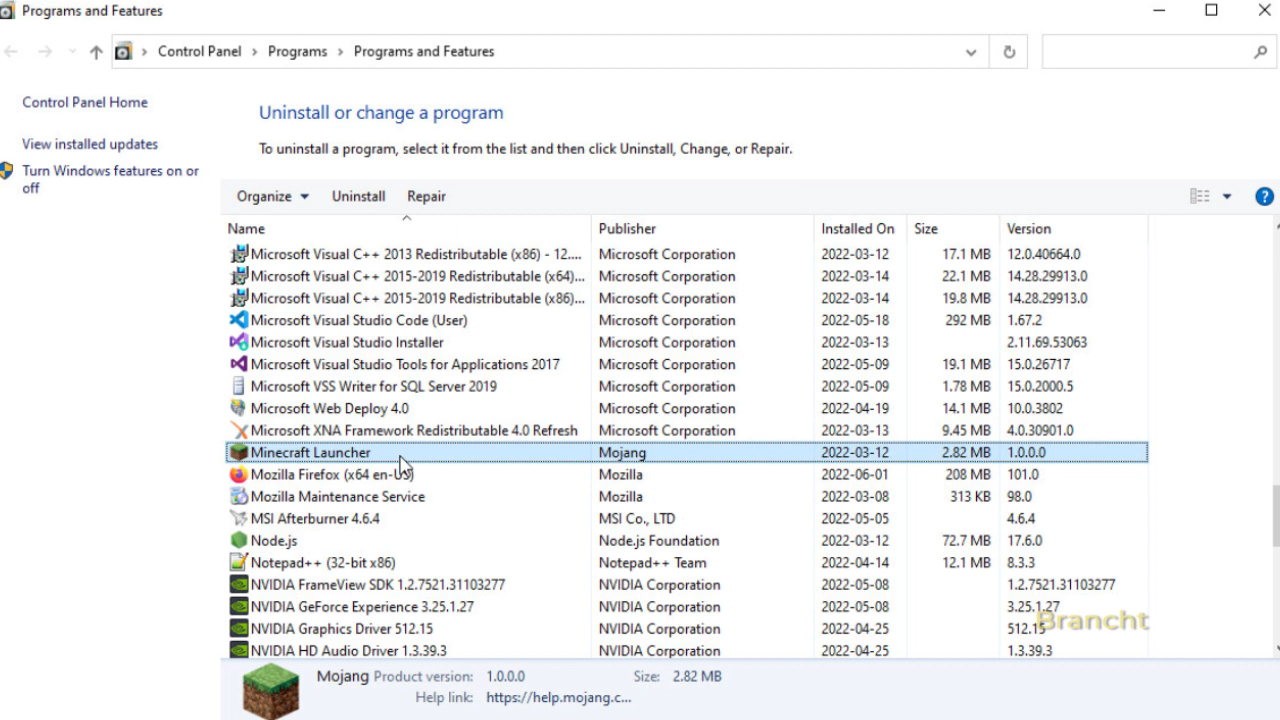 Programs and Features
Control Panel > Programs > Programs and Features
Control Panel Home
View installed updates
Turn Windows features on or
off
Uninstall or change a program
To uninstall a program, select it from the list and then click Uninstall, Change, or Repair.
Organize Uninstall Repair ?
Name Publisher Installed On Size Version
Microsoft Visual C++ 2013 Redistributable (x86) - 12.... Microsoft Corporation 2022-03-12 17.1 MB 12.0.40664.0
Microsoft Visual C++ 2015-2019 Redistributable (x64)... Microsoft Corporation 2022-03-14 22.1 MB 14.28.29913.0
Microsoft Visual C++ 2015-2019 Redistributable (x86)... Microsoft Corporation 2022-03-14 19.8 MB 14.28.29913.0
Microsoft Visual Studio Code (User) Microsoft Corporation 2022-05-18 292 MB 1.67.2
Microsoft Visual Studio Installer Microsoft Corporation 2022-03-13 2.11.69.53063
Microsoft Visual Studio Tools for Applications 2017 Microsoft Corporation 2022-05-09 19.1 MB 15.0.26717
Microsoft VSS Writer for SQL Server 2019 Microsoft Corporation 2022-05-09 1.78 MB 15.0.2000.5
Microsoft Web Deploy 4.0 Microsoft Corporation 2022-04-19 14.1 MB 10.0.3802
Microsoft XNA Framework Redistributable 4.0 Refresh Microsoft Corporation 2022-03-13 9.45 MB 4.0.30901.0
Minecraft Launcher Mojang 2022-03-12 2.82 MB 1.0.0.0
Mozilla Firefox (x64 en-US) Mozilla 2022-06-01 208 MB 101.0
Mozilla Maintenance Service Mozilla 2022-03-08 313 KB 98.0
MSI Afterburner 4.6.4 MSI Co., LTD 2022-05-05 4.6.4
Node.js Node.js Foundation 2022-03-12 72.7 MB 17.6.0
Notepad++ (32-bit x86) Notepad++ Team 2022-04-14 12.1 MB 8.3.3
NVIDIA FrameView SDK 1.2.7521.31103277 NVIDIA Corporation 2022-05-08 1.2.7521.31103277
NVIDIA GeForce Experience 3.25.1.27 NVIDIA Corporation 2022-05-08 3.25.1.27
NVIDIA Graphics Driver 512.15 NVIDIA Corporation 2022-04-25 512.15
Brancht
NVIDIA HD Audio Driver 1.3.39.3 NVIDIA Corporation 2022-04-25 1.3.39.3
Mojang Product version: 1.0.0.0 Size: 2.82 MB
Help link: https://help.mojang.c...